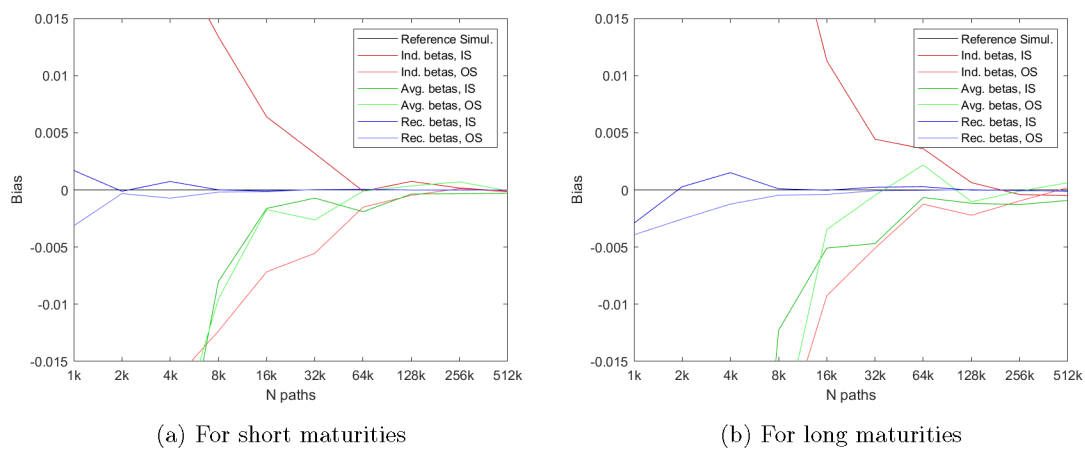 0.015
0.01
0.005
0
-0.005
-0.01
-0.015
Bias
1k 2k 4k 8k 16k 32k 64k 128k 256k 512k
N paths
Reference Simul.
Ind. betas, IS
Ind. betas, OS
Avg. betas, IS
Avg. betas, OS
Rec. betas, IS
Rec. betas, OS
(a) For short maturities
0.015
0.01
0.005
0
-0.005
-0.01
-0.015
Bias
1k 2k 4k 8k 16k 32k 64k 128k 256k 512k
N paths
Reference Simul.
Ind. betas, IS
Ind. betas, OS
Avg. betas, IS
Avg. betas, OS
Rec. betas, IS
Rec. betas, OS
(b) For long maturities